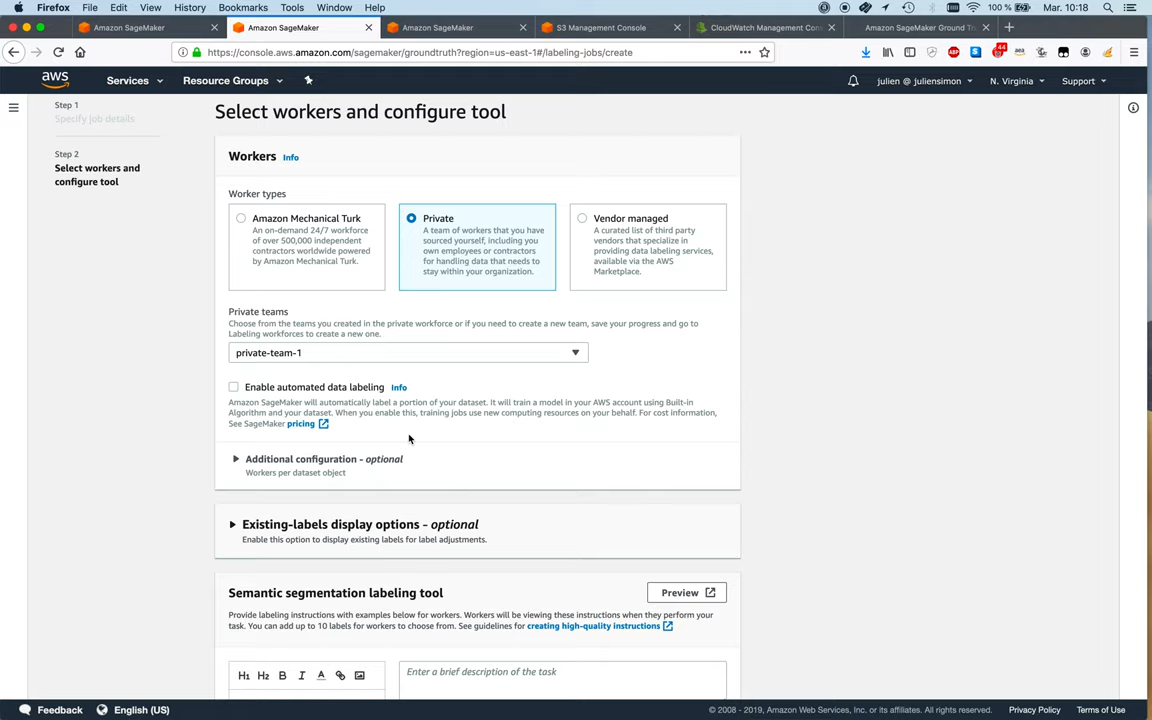 Firefox File Edit View History Bookmarks Tools Window Help
100 % Mar. 10:18
Amazon SageMaker
Amazon SageMaker
Amazon SageMaker
S3 Management Console
CloudWatch Management Con
Amazon SageMaker Ground Tr
https://console.aws.amazon.com/sagemaker/groundtruth?region=us-east-1#/labeling-jobs/create
ABP
44
aws
aws Services Resource Groups julien @ juliensimon N. Virginia Support
Step 1
Specify job details
Step 2
Select workers and
configure tool
Select workers and configure tool
Workers Info
Worker types
Amazon Mechanical Turk
An on-demand 24/7 workforce
of over 500,000 independent
contractors worldwide powered
by Amazon Mechanical Turk.
Private
A team of workers that you have
sourced yourself, including you
own employees or contractors
for handling data that needs to
stay within your organization.
Vendor managed
A curated list of third party
vendors that specialize in
providing data labeling services,
available via the AWS
Marketplace.
Private teams
Choose from the teams you created in the private workforce or if you need to create a new team, save your progress and go to
Labeling workforces to create a new one.
private-team-1
Enable automated data labeling Info
Amazon SageMaker will automatically label a portion of your dataset. It will train a model in your AWS account using Built-in
Algorithm and your dataset. When you enable this, training jobs use new computing resources on your behalf. For cost information,
See SageMaker pricing
Additional configuration - optional
Workers per dataset object
Existing-labels display options - optional
Enable this option to display existing labels for label adjustments.
Semantic segmentation labeling tool
Preview
Provide labeling instructions with examples below for workers. Workers will be viewing these instructions when they perform your
task. You can add up to 10 labels for workers to choose from. See guidelines for creating high-quality instructions
H1 H2 B I A
Enter a brief description of the task
Feedback English (US) © 2008 - 2019, Amazon Web Services, Inc. or its affiliates. All rights reserved. Privacy Policy Terms of Use